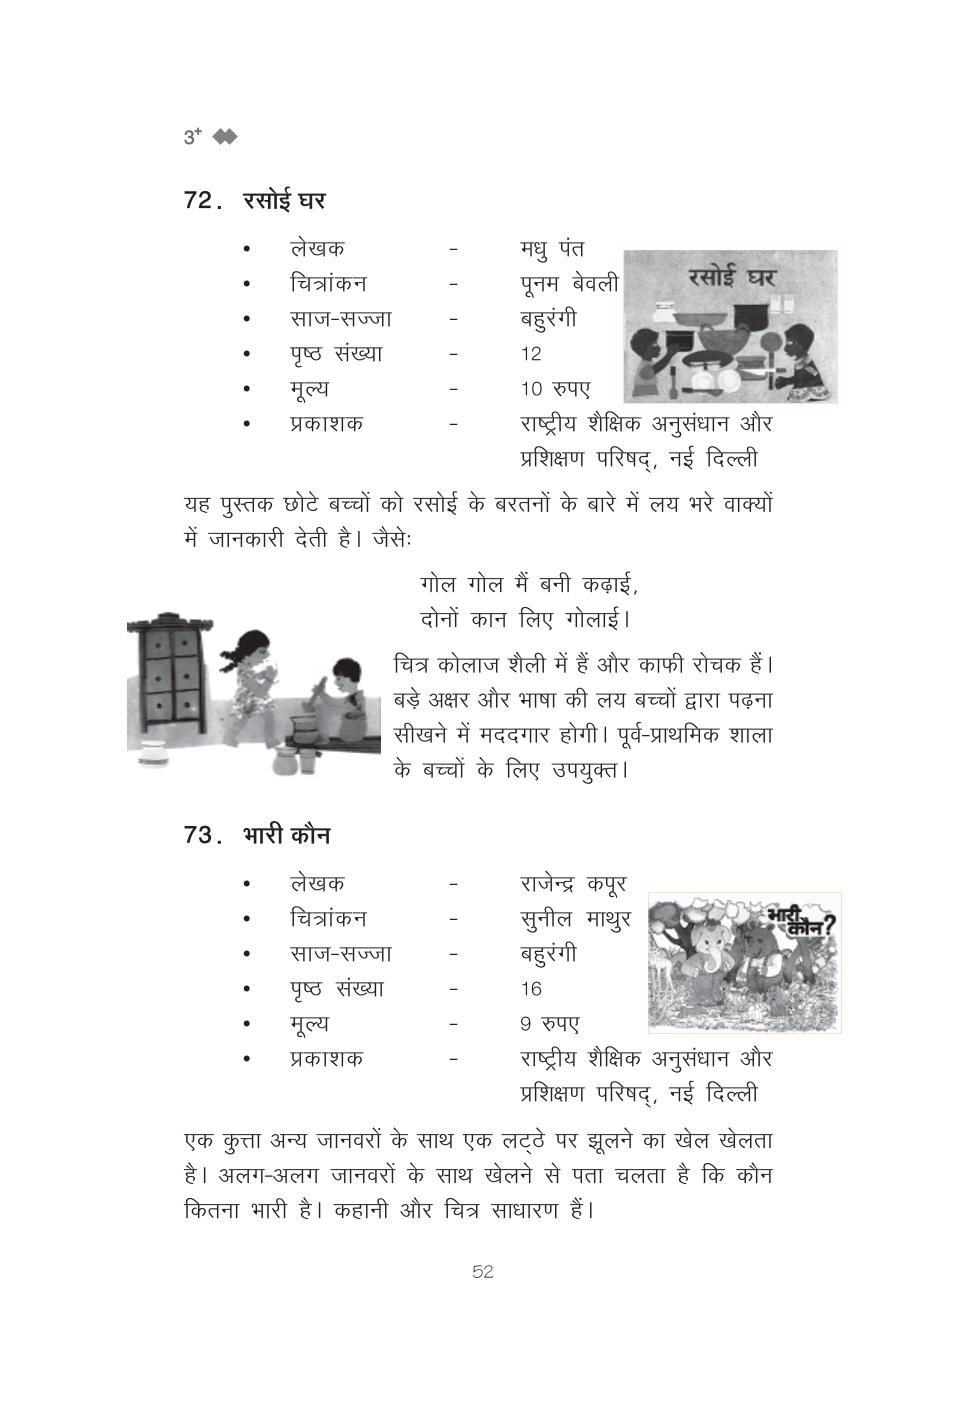 3+
72. रसोई घर
• लेखक - मधु पंत
• चित्रांकन - पूनम बेवली
• साज-सज्जा - बहुरंगी
• पृष्ठ संख्या - 12
• मूल्य - 10 रुपए
• प्रकाशक - राष्ट्रीय शैक्षिक अनुसंधान और
प्रशिक्षण परिषद्, नई दिल्ली
रसोई घर
यह पुस्तक छोटे बच्चों को रसोई के बरतनों के बारे में लय भरे वाक्यों
में जानकारी देती है। जैसेः
गोल गोल मैं बनी कढ़ाई,
दोनों कान लिए गोलाई।
चित्र कोलाज शैली में हैं और काफी रोचक हैं।
बड़े अक्षर और भाषा की लय बच्चों द्वारा पढ़ना
सीखने में मददगार होगी। पूर्व-प्राथमिक शाला
के बच्चों के लिए उपयुक्त।
73. भारी कौन
• लेखक - राजेन्द्र कपूर
• चित्रांकन - सुनील माथुर
• साज-सज्जा - बहुरंगी
• पृष्ठ संख्या - 16
• मूल्य - 9 रुपए
• प्रकाशक - राष्ट्रीय शैक्षिक अनुसंधान और
प्रशिक्षण परिषद्, नई दिल्ली
भारी
कौन?
एक कुत्ता अन्य जानवरों के साथ एक लट्ठे पर झूलने का खेल खेलता
है। अलग-अलग जानवरों के साथ खेलने से पता चलता है कि कौन
कितना भारी है। कहानी और चित्र साधारण हैं।
52